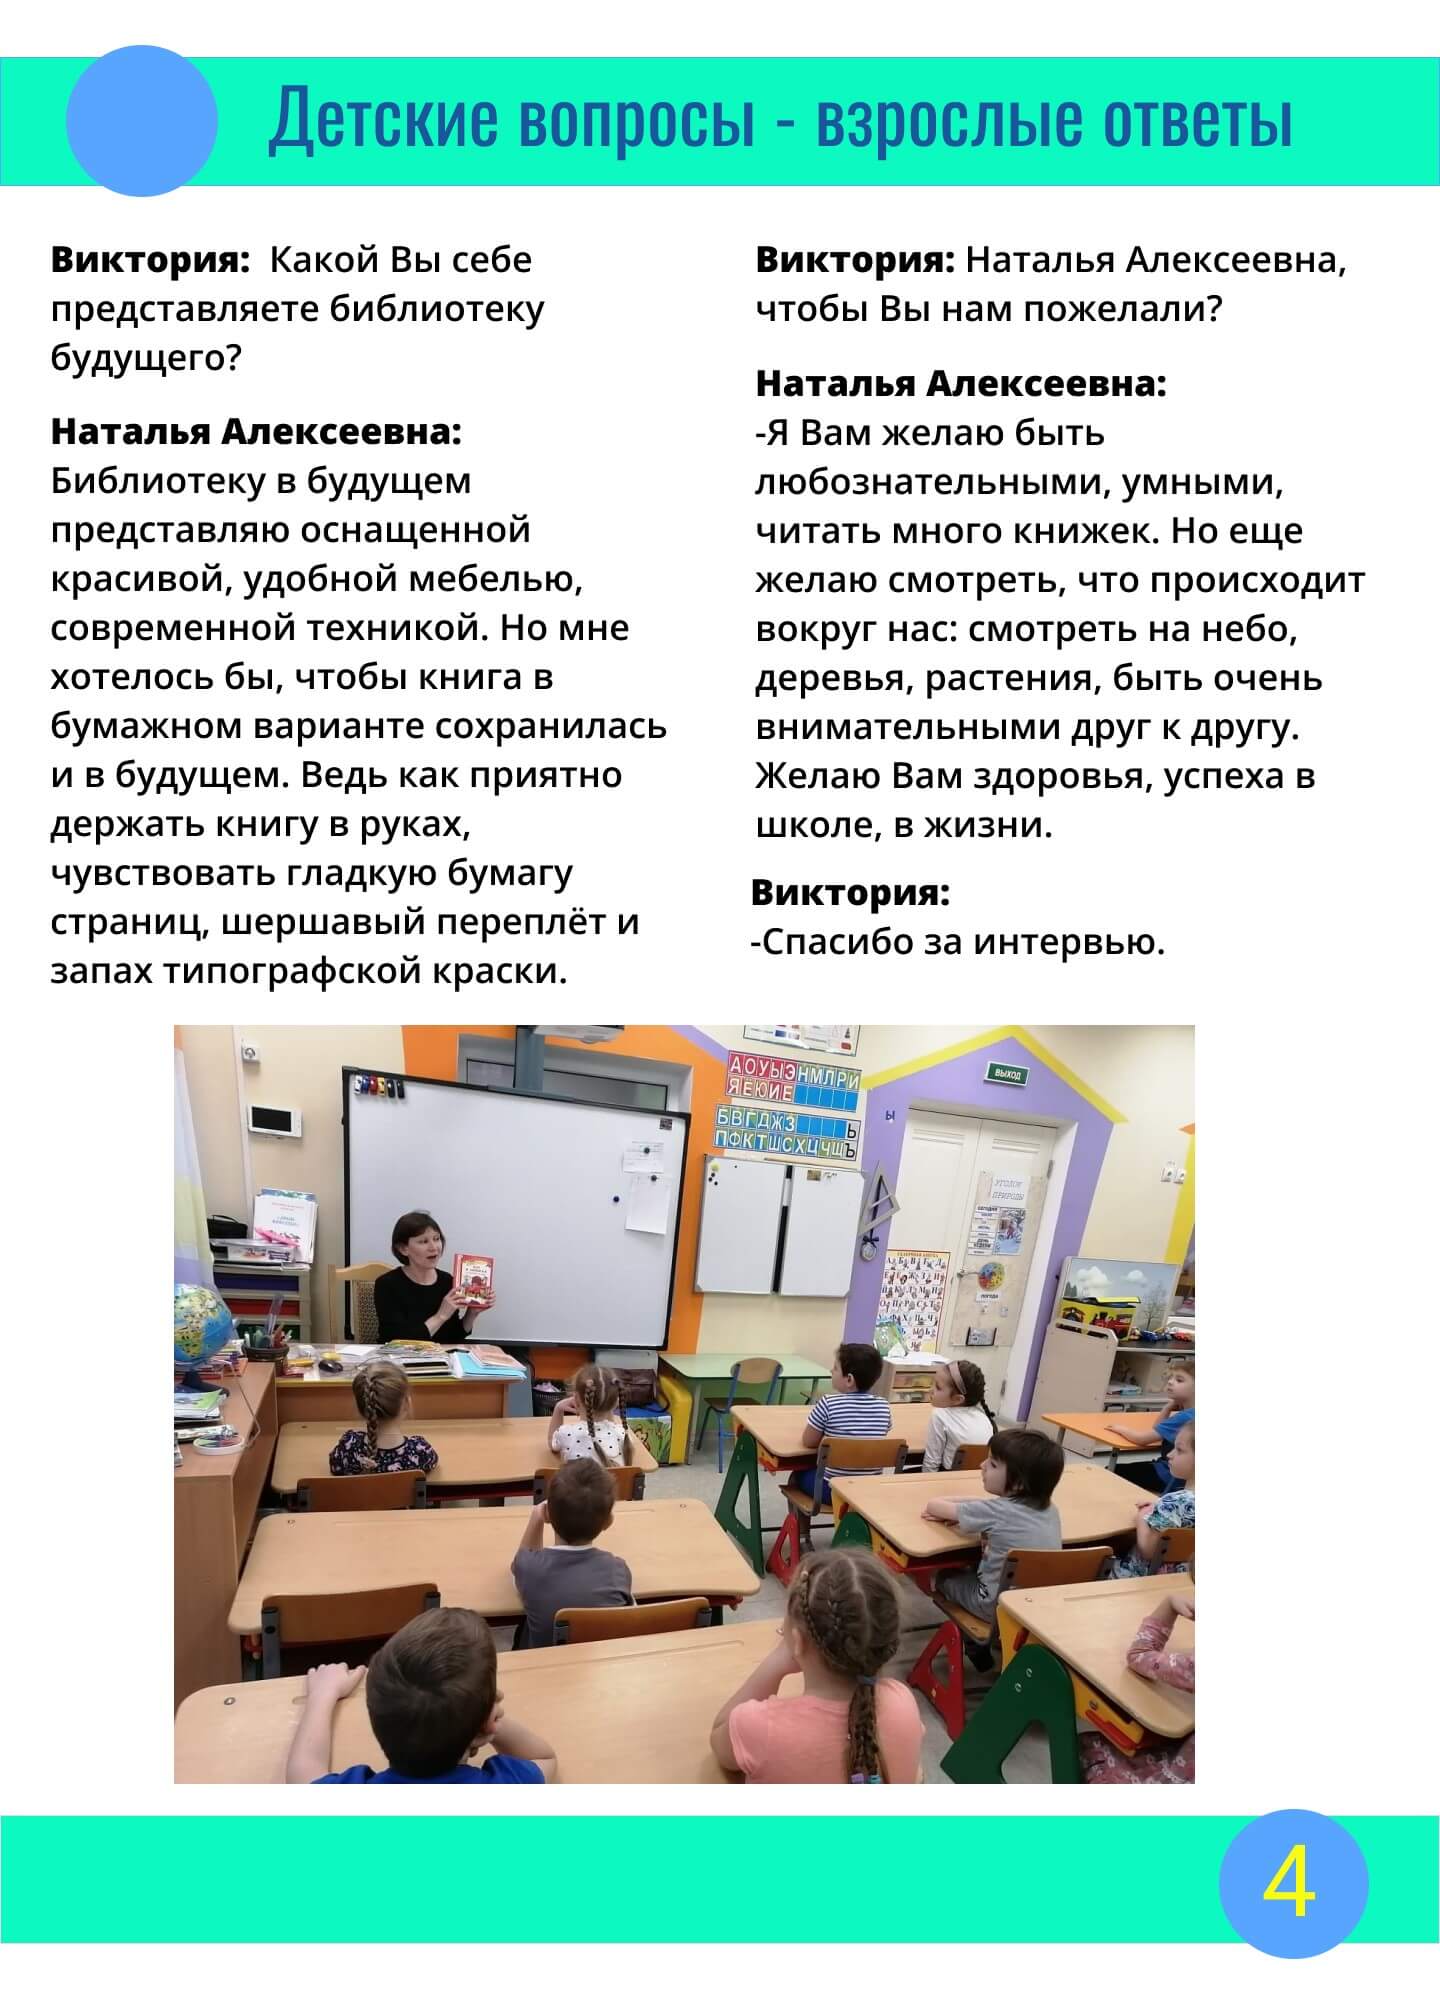 Детские вопросы - взрослые ответы
Виктория: Какой Вы себе
представляете библиотеку
будущего?
Наталья Алексеевна:
Библиотеку в будущем
представляю оснащенной
красивой, удобной мебелью,
современной техникой. Но мне
хотелось бы, чтобы книга в
бумажном варианте сохранилась
и в будущем. Ведь как приятно
держать книгу в руках,
чувствовать гладкую бумагу
страниц, шершавый переплёт и
запах типографской краски.
Виктория: Наталья Алексеевна,
чтобы Вы нам пожелали?
Наталья Алексеевна:
-Я Вам желаю быть
любознательными, умными,
читать много книжек. Но еще
желаю смотреть, что происходит
вокруг нас: смотреть на небо,
деревья, растения, быть очень
внимательными друг к другу.
Желаю Вам здоровья, успеха в
школе, в жизни.
Виктория:
-Спасибо за интервью.
АОУЫЭ НМЛРИ
ЯЕЮИЕ
БВГДЖЗ Ь
ПФКТШСХЦЧЩ Ъ
ВЫХОД
Ы
УГОЛОК
ПРИРОДЫ
СЕГОДНЯ
ДЕНЬ
НЕДЕЛИ
ПОГОДА
4